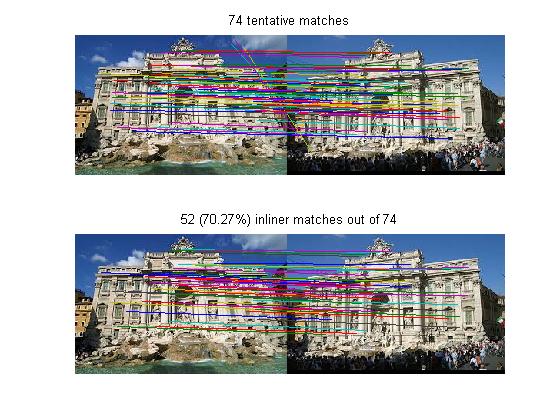 74 tentative matches
52 (70.27%) inliner matches out of 74